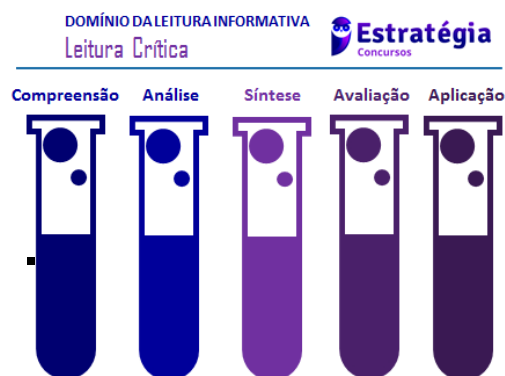 DOMÍNIO DA LEITURA INFORMATIVA
Leitura Crítica
Estratégia
Concursos
Compreensão Análise Síntese Avaliação Aplicação